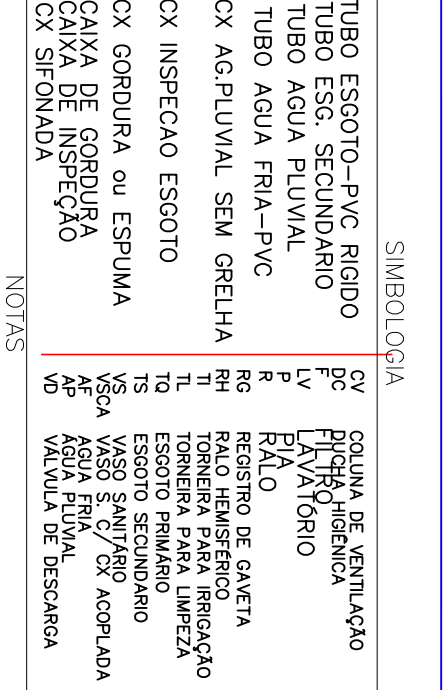 SIMBOLOGIA
TUBO ESGOTO-PVC RIGIDO
TUBO ESG. SECUNDARIO
TUBO AGUA PLUVIAL
TUBO AGUA FRIA-PVC
CX AG.PLUVIAL SEM GRELHA
CX INSPECAO ESGOTO
CX GORDURA ou ESPUMA
CAIXA DE GORDURA
CAIXA DE INSPEÇÃO
CX SIFONADA
CV COLUNA DE VENTILAÇÃO
DC DUCHA HIGIÊNICA
F FILTRO
LV LAVATÓRIO
P PIA
R RALO
RG REGISTRO DE GAVETA
RH RALO HEMISFÉRICO
TI TORNEIRA PARA IRRIGAÇÃO
TL TORNEIRA PARA LIMPEZA
TQ ESGOTO PRIMÁRIO
TS ESGOTO SECUNDARIO
VS VASO SANITÁRIO
VSCA VASO S. C/ CX ACOPLADA
AF AGUA FRIA
AP ÁGUA PLUVIAL
VD VÁLVULA DE DESCARGA
NOTAS